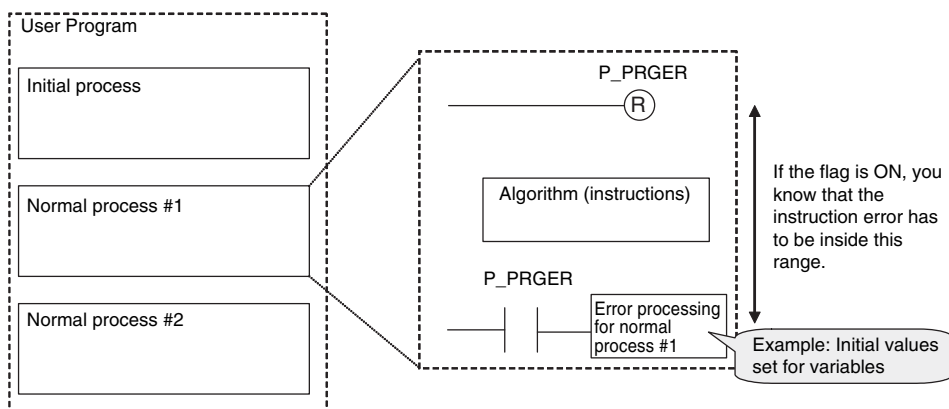 User Program
Initial process
Normal process #1
Normal process #2
P_PRGER
R
Algorithm (instructions)
P_PRGER
Error processing
for normal
process #1
If the flag is ON, you
know that the
instruction error has
to be inside this
range.
Example: Initial values
set for variables